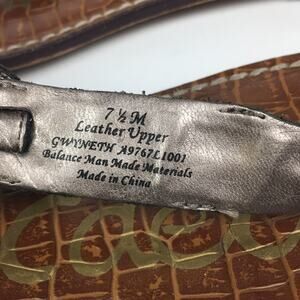 7 ½ M
Leather Upper
GWYNETH A9767L1001
Balance Man Made Materials
Made in China